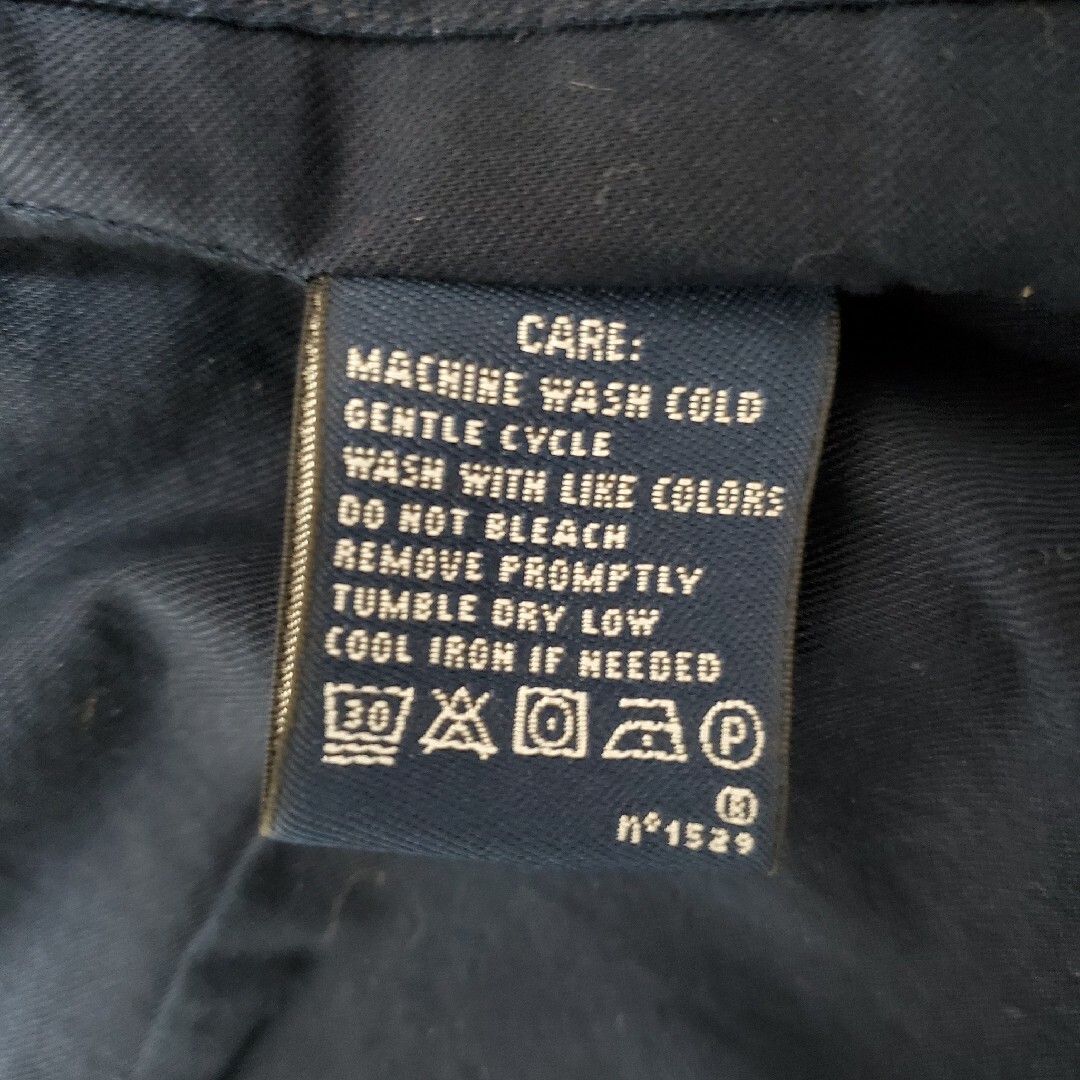 CARE:
MACHINE WASH COLD
GENTLE CYCLE
WASH WITH LIKE COLORS
DO NOT BLEACH
REMOVE PROMPTLY
TUMBLE DRY LOW
COOL IRON IF NEEDED
30 P
nº1529